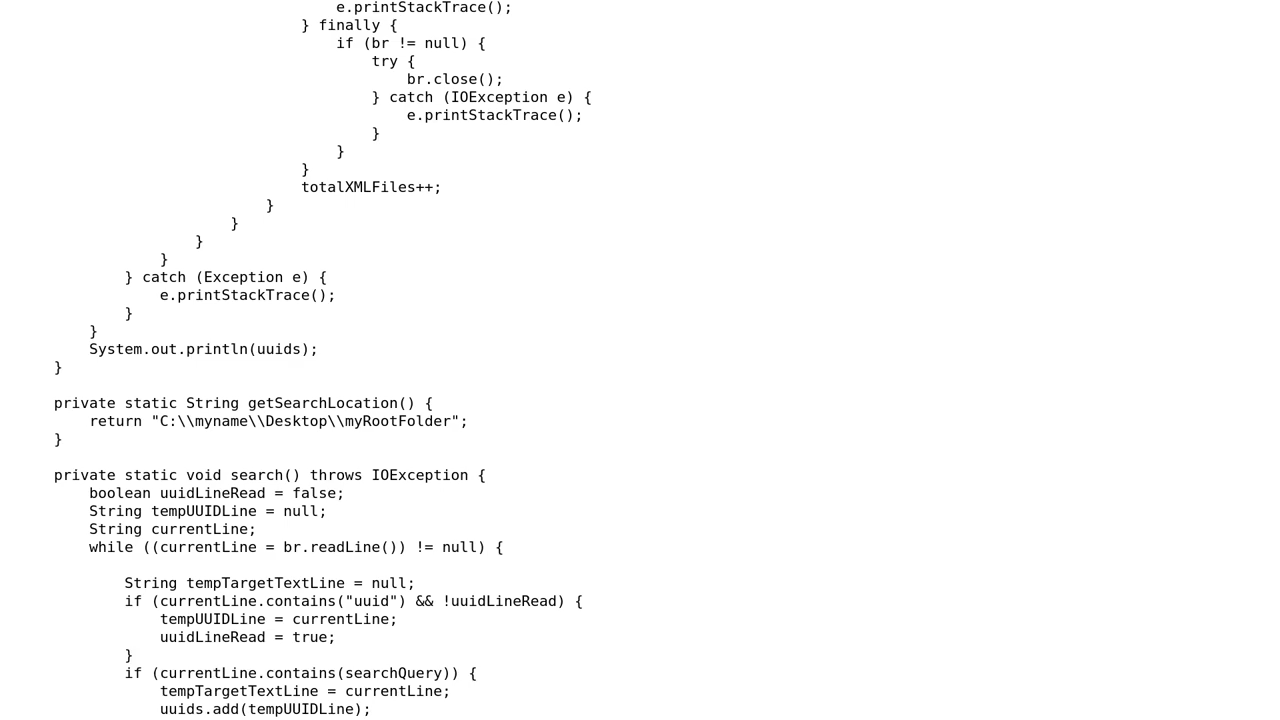 e.printStackTrace();
                            } finally {
                                if (br != null) {
                                    try {
                                        br.close();
                                    } catch (IOException e) {
                                        e.printStackTrace();
                                    }
                                }
                            }
                            totalXMLFiles++;
                        }
                    }
                }
            }
        } catch (Exception e) {
            e.printStackTrace();
        }
    }
    System.out.println(uuids);
}

private static String getSearchLocation() {
    return "C:\\myname\\Desktop\\myRootFolder";
}

private static void search() throws IOException {
    boolean uuidLineRead = false;
    String tempUUIDLine = null;
    String currentLine;
    while ((currentLine = br.readLine()) != null) {

        String tempTargetTextLine = null;
        if (currentLine.contains("uuid") && !uuidLineRead) {
            tempUUIDLine = currentLine;
            uuidLineRead = true;
        }
        if (currentLine.contains(searchQuery)) {
            tempTargetTextLine = currentLine;
            uuids.add(tempUUIDLine);